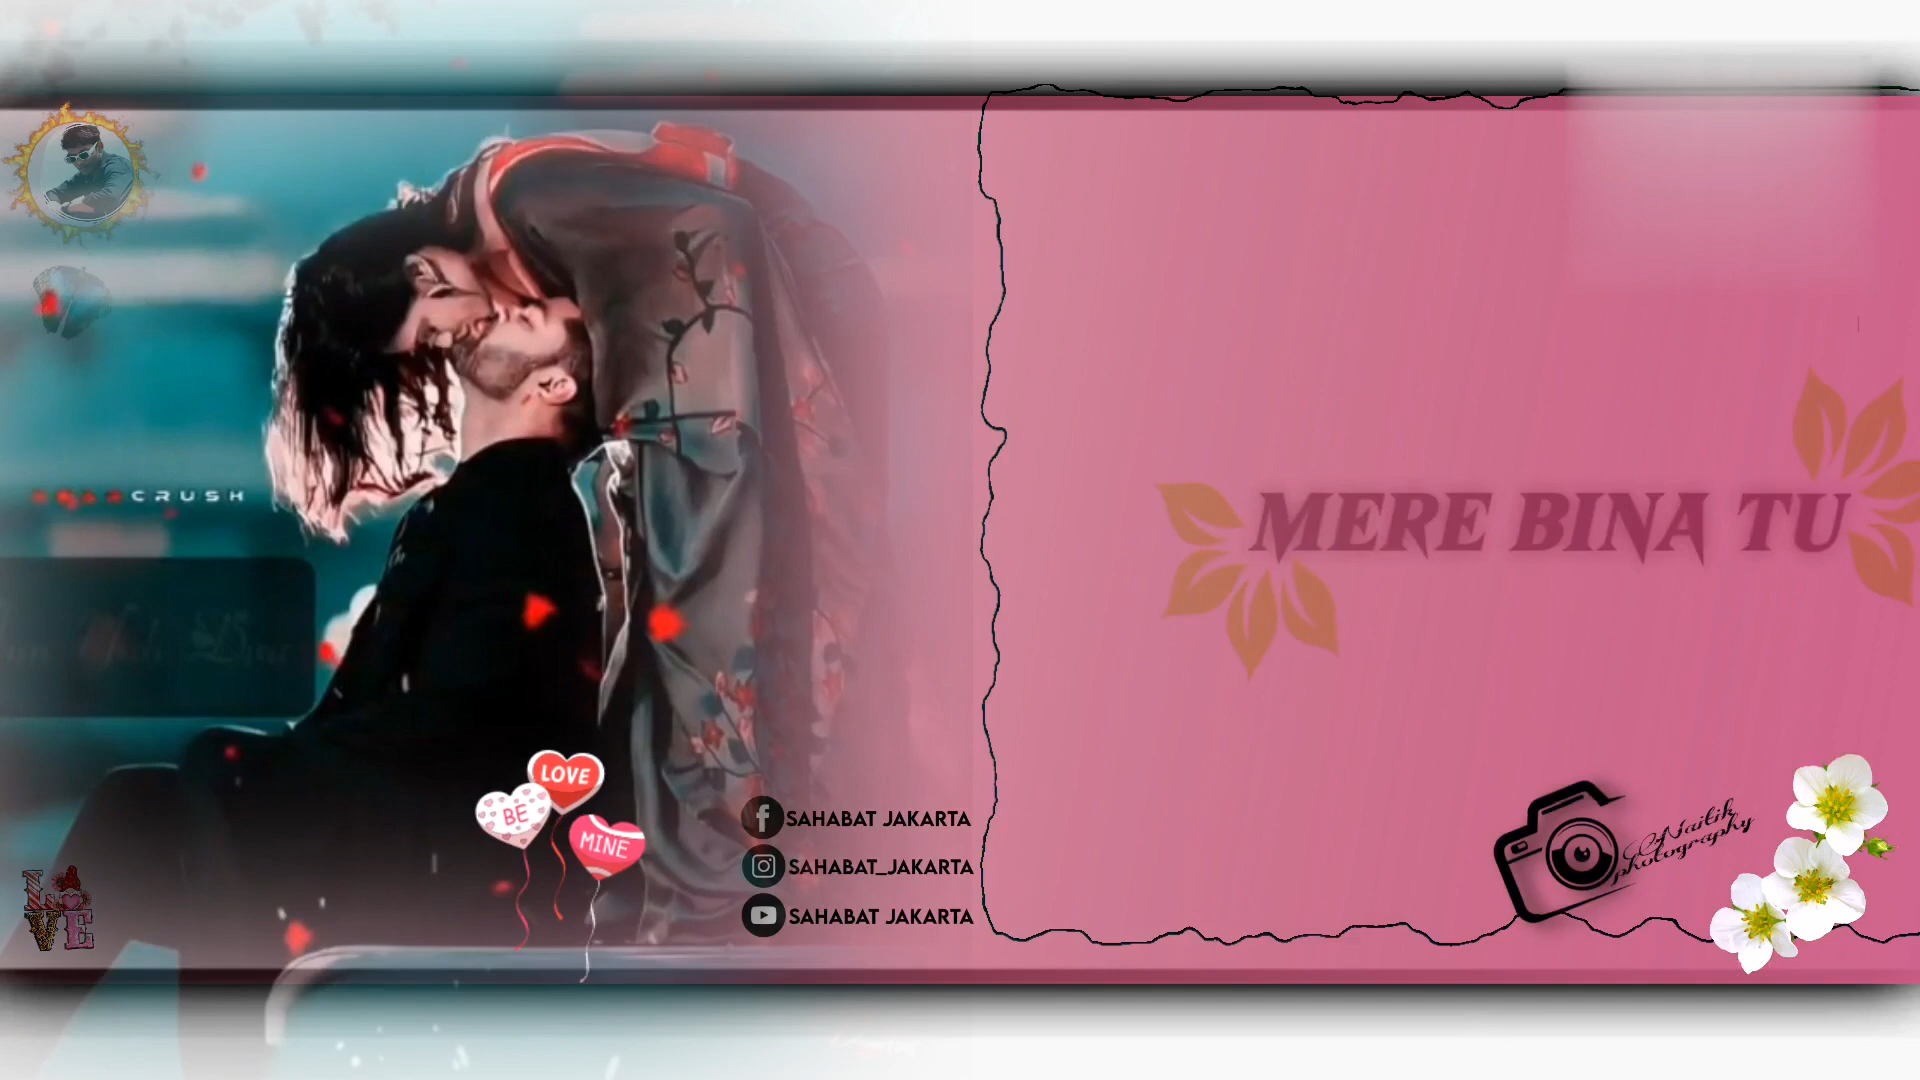 CRUSH
MERE BINA TU
LOVE
BE
MINE
SAHABAT JAKARTA
SAHABAT_JAKARTA
SAHABAT JAKARTA
Naitik
photography
LOVE